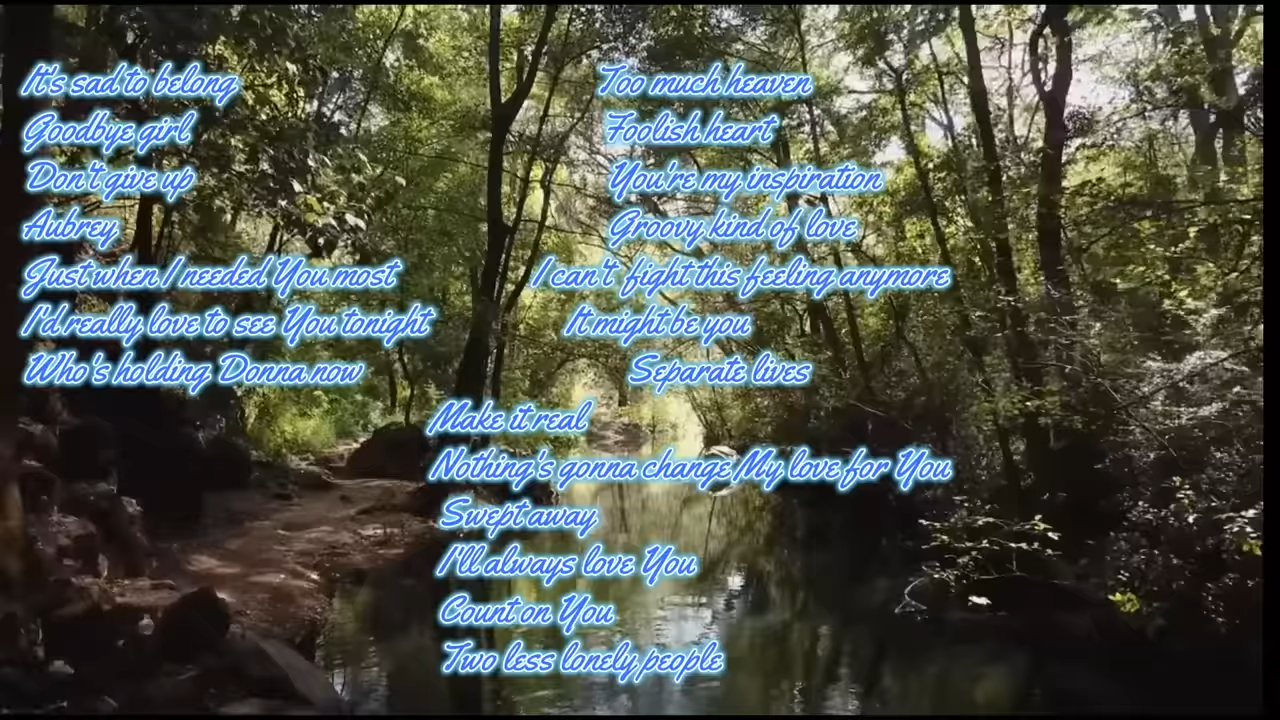 It's sad to belong
Goodbye girl
Don't give up
Aubrey
Just when I needed You most
I'd really love to see You tonight
Who's holding Donna now
Too much heaven
Foolish heart
You're my inspiration
Groovy kind of love
I can't fight this feeling anymore
It might be you
Separate lives
Make it real
Nothing's gonna change My love for You
Swept away
I'll always love You
Count on You
Two less lonely people